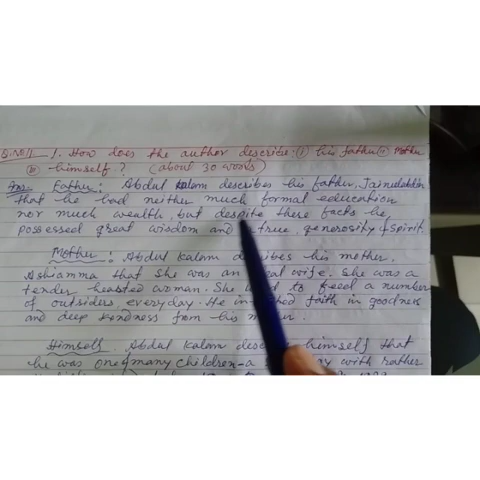 Q.No.1 1. How does the author describe: (i) his father (ii) Mother
himself? (about 30 words)
Ans. Father: Abdul Kalam describes his father, Jainulabdeen
that he had neither much formal education
nor much wealth, but despite these facts he
possessed great wisdom and true generosity of Spirit.
Mother: Abdul Kalam describes his mother,
Ashiamma that she was an ideal wife. She was a
tender hearted woman. She used to feed a number
of outsiders everyday. He inherited faith in goodness
and deep kindness from his mother.
Himself. Abdul Kalam describes himself that
he was one of many children-a boy with rather